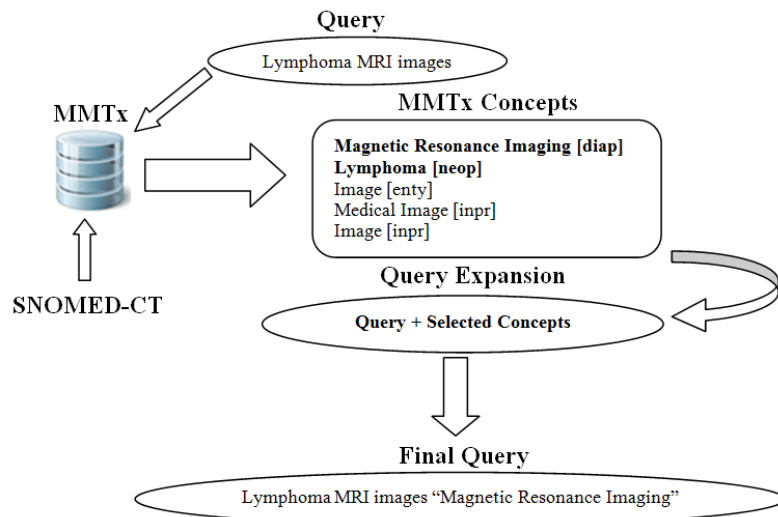 Query
Lymphoma MRI images
MMTx
MMTx Concepts
Magnetic Resonance Imaging [diap]
Lymphoma [neop]
Image [enty]
Medical Image [inpr]
Image [inpr]
SNOMED-CT
Query Expansion
Query + Selected Concepts
Final Query
Lymphoma MRI images “Magnetic Resonance Imaging”